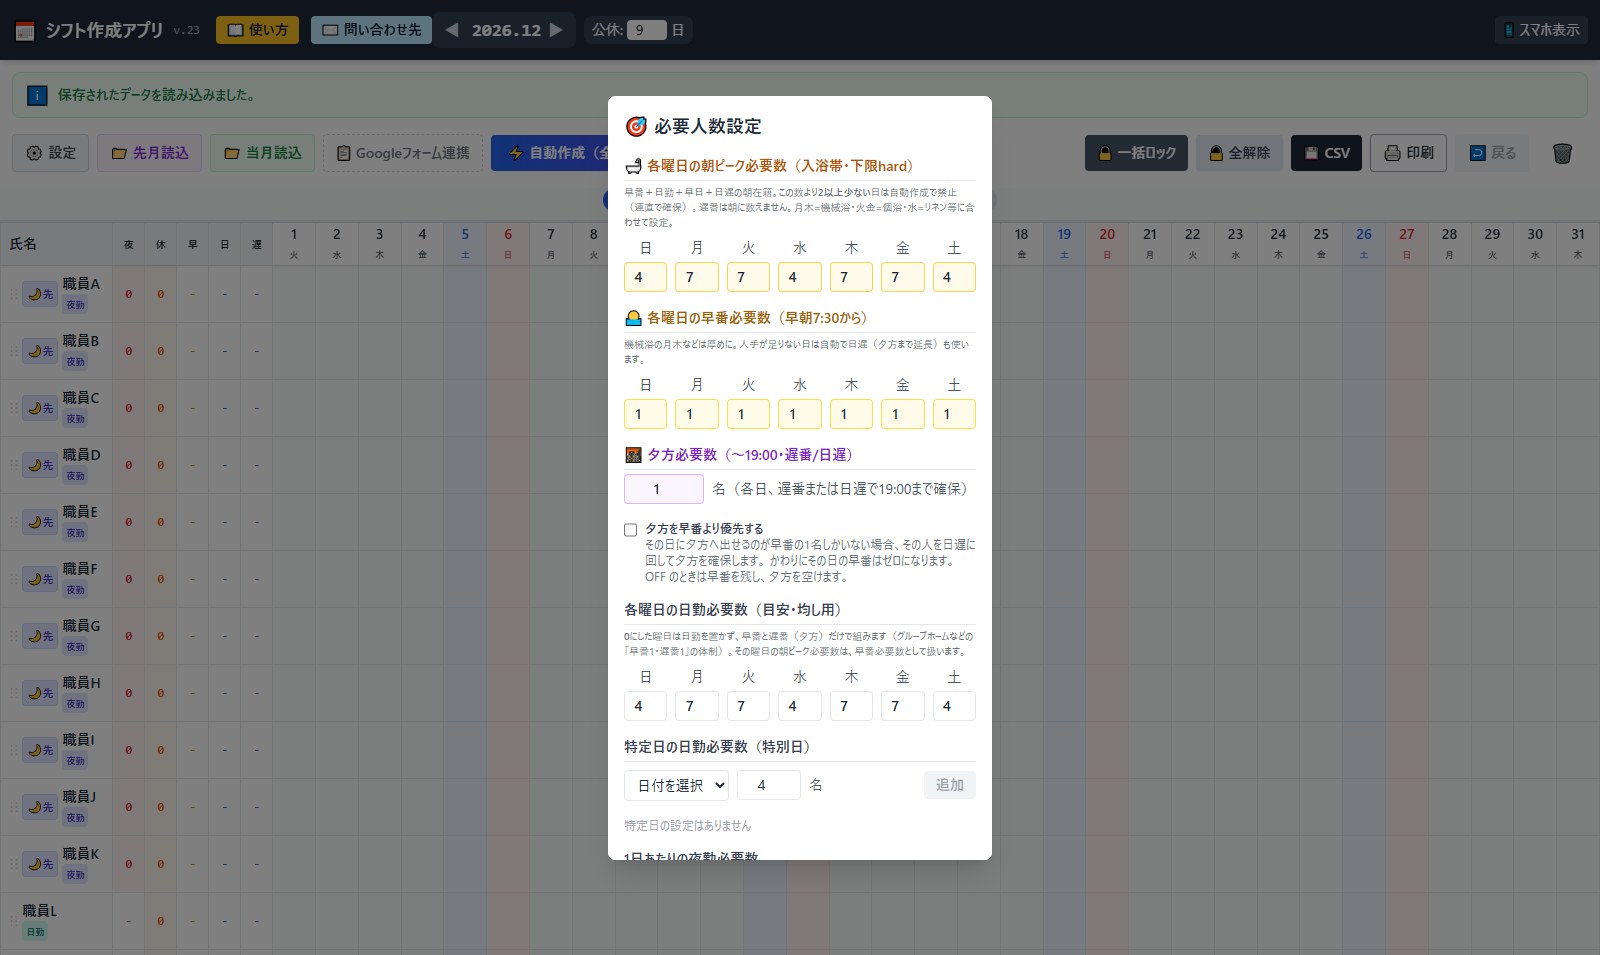 シフト作成アプリ v.23 使い方 問い合わせ先 ◀ 2026.12 ▶ 公休: 9 日 スマホ表示
保存されたデータを読み込みました。
設定 先月読込 当月読込 Googleフォーム連携 自動作成（全 一括ロック 全解除 CSV 印刷 戻る
氏名 夜 休 早 日 遅 1 2 3 4 5 6 7 8 18 19 20 21 22 23 24 25 26 27 28 29 30 31
火 水 木 金 土 日 月 火 金 土 日 月 火 水 木 金 土 日 月 火 水 木
先 職員A 夜勤 0 0 - - -
先 職員B 夜勤 0 0 - - -
先 職員C 夜勤 0 0 - - -
先 職員D 夜勤 0 0 - - -
先 職員E 夜勤 0 0 - - -
先 職員F 夜勤 0 0 - - -
先 職員G 夜勤 0 0 - - -
先 職員H 夜勤 0 0 - - -
先 職員I 夜勤 0 0 - - -
先 職員J 夜勤 0 0 - - -
先 職員K 夜勤 0 0 - - -
職員L 日勤 - 0 - - -
必要人数設定
各曜日の朝ピーク必要数（入浴帯・下限hard）
早番＋日勤＋早日＋日遅の朝在籍。この数より2以上少ない日は自動作成で禁止
（連直で確保）。遅番は朝に数えません。月木=機械浴・火金=個浴・水=リネン等に合
わせて設定。
日 月 火 水 木 金 土
4 7 7 4 7 7 4
各曜日の早番必要数（早朝7:30から）
機械浴の月木などは厚めに。人手が足りない日は自動で日遅（夕方まで延長）も使い
ます。
日 月 火 水 木 金 土
1 1 1 1 1 1 1
夕方必要数（～19:00・遅番/日遅）
1 名（各日、遅番または日遅で19:00まで確保）
夕方を早番より優先する
その日に夕方へ出せるのが早番の1名しかいない場合、その人を日遅に
回して夕方を確保します。かわりにその日の早番はゼロになります。
OFF のときは早番を残し、夕方を空けます。
各曜日の日勤必要数（目安・均し用）
0にした曜日は日勤を置かず、早番と遅番（夕方）だけで組みます（グループホームなどの
「早番1・遅番1」の体制）。その曜日の朝ピーク必要数は、早番必要数として扱います。
日 月 火 水 木 金 土
4 7 7 4 7 7 4
特定日の日勤必要数（特別日）
日付を選択 4 名 追加
特定日の設定はありません
1日あたりの夜勤必要数